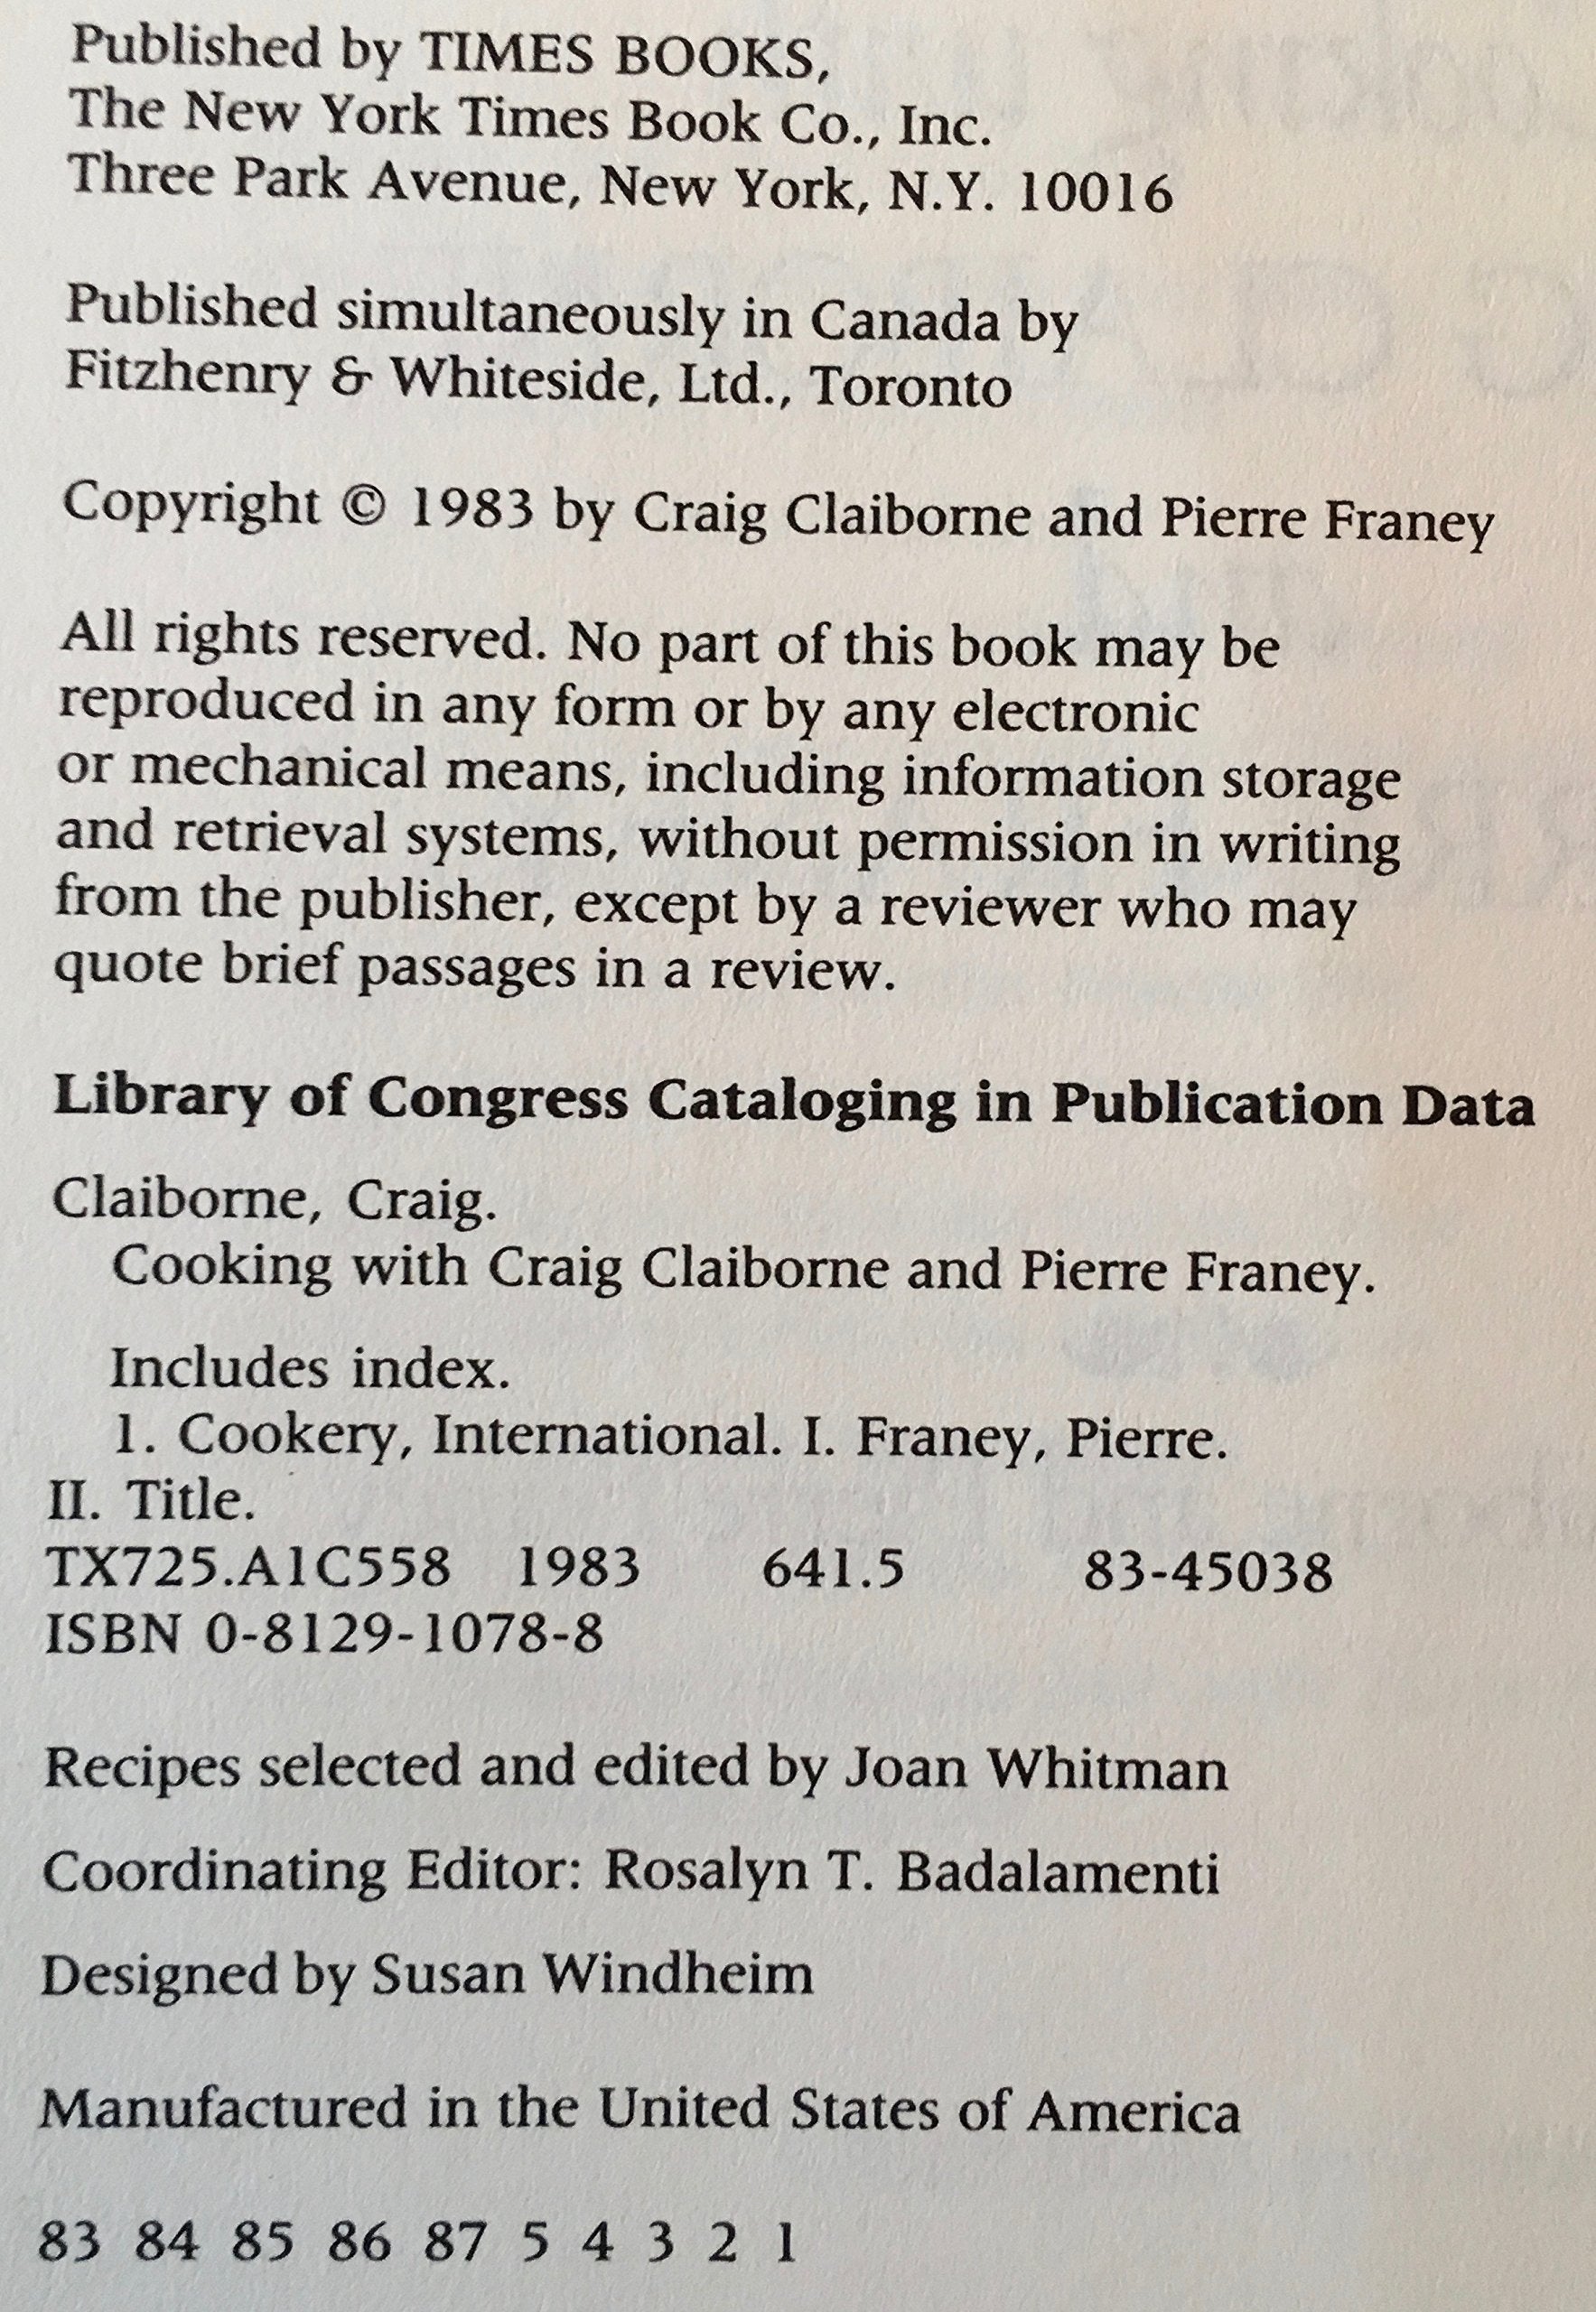 Published by TIMES BOOKS,
The New York Times Book Co., Inc.
Three Park Avenue, New York, N.Y. 10016
Published simultaneously in Canada by
Fitzhenry & Whiteside, Ltd., Toronto
Copyright © 1983 by Craig Claiborne and Pierre Franey
All rights reserved. No part of this book may be
reproduced in any form or by any electronic
or mechanical means, including information storage
and retrieval systems, without permission in writing
from the publisher, except by a reviewer who may
quote brief passages in a review.
Library of Congress Cataloging in Publication Data
Claiborne, Craig.
Cooking with Craig Claiborne and Pierre Franey.
Includes index.
1. Cookery, International. I. Franey, Pierre.
II. Title.
TX725.A1C558 1983 641.5 83-45038
ISBN 0-8129-1078-8
Recipes selected and edited by Joan Whitman
Coordinating Editor: Rosalyn T. Badalamenti
Designed by Susan Windheim
Manufactured in the United States of America
83 84 85 86 87 5 4 3 2 1